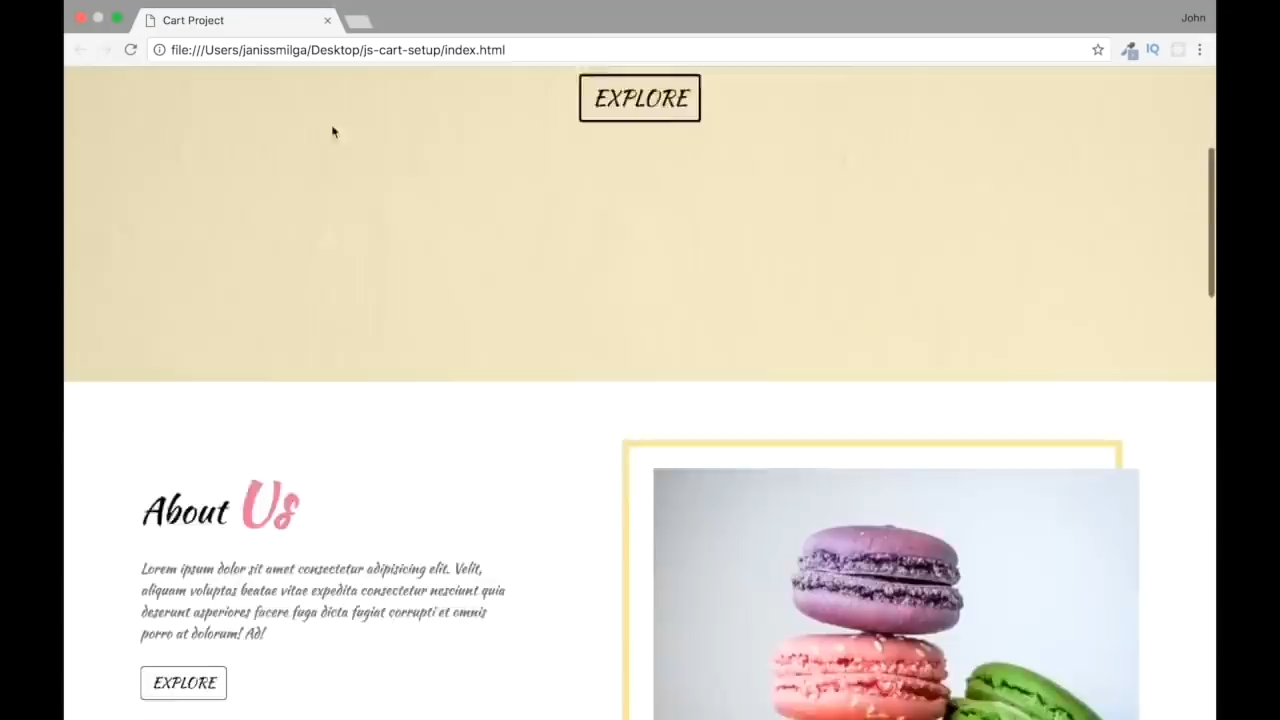 Cart Project
John
file:///Users/janissmilga/Desktop/js-cart-setup/index.html
IQ
EXPLORE
About Us
Lorem ipsum dolor sit amet consectetur adipisicing elit. Velit,
aliquam voluptas beatae vitae expedita consectetur nesciunt quia
deserunt asperiores facere fuga dicta fugiat corrupti et omnis
porro at dolorum! Ad!
EXPLORE